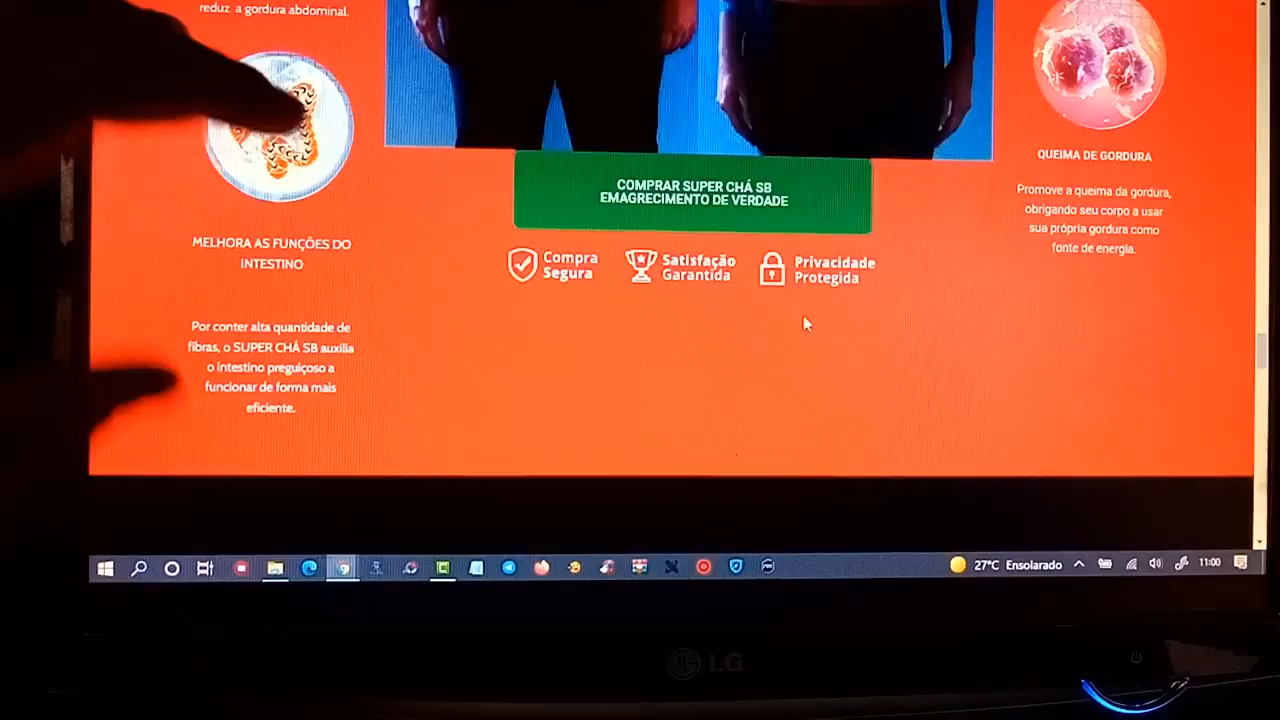 reduz a gordura abdominal.
MELHORA AS FUNÇÕES DO
INTESTINO
Por conter alta quantidade de
fibras, o SUPER CHÁ SB auxilia
o intestino preguiçoso a
funcionar de forma mais
eficiente.
COMPRAR SUPER CHÁ SB
EMAGRECIMENTO DE VERDADE
Compra
Segura
Satisfação
Garantida
Privacidade
Protegida
QUEIMA DE GORDURA
Promove a queima da gordura,
obrigando seu corpo a usar
sua própria gordura como
fonte de energia.
27°C Ensolarado
11:00
LG